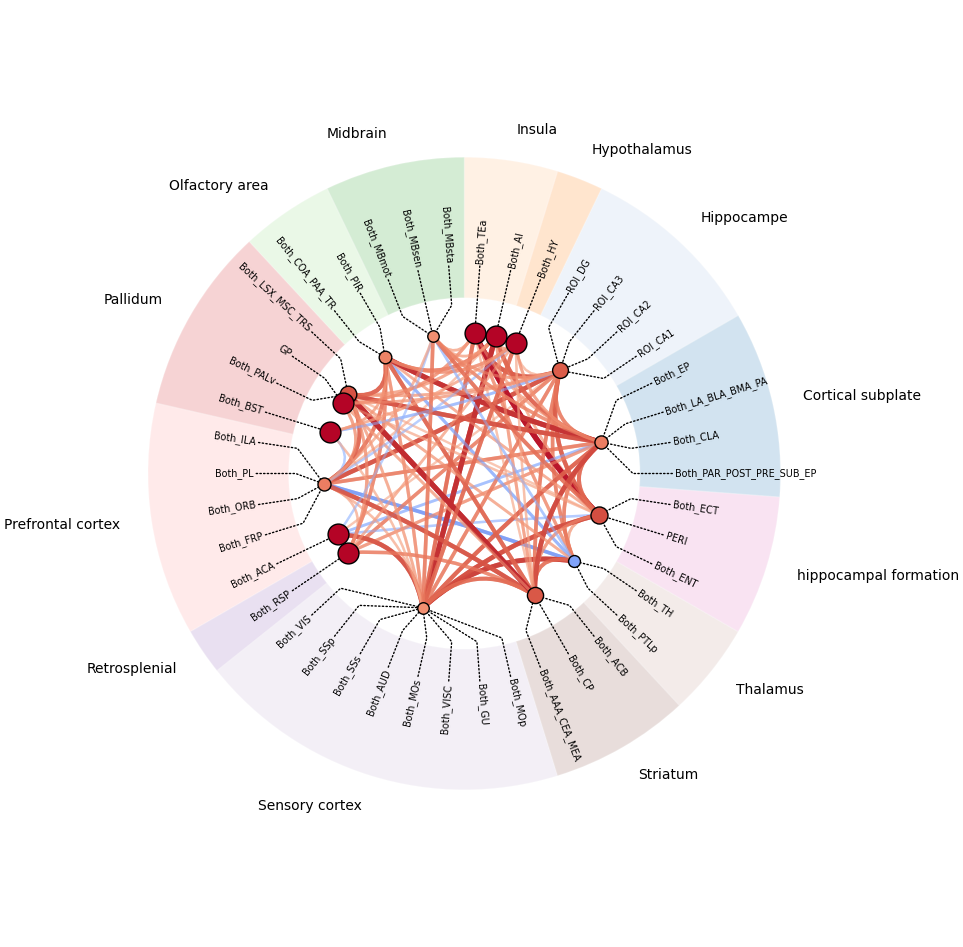 Insula
Midbrain
Hypothalamus
Olfactory area
Hippocampe
Pallidum
Cortical subplate
Prefrontal cortex
hippocampal formation
Retrosplenial
Thalamus
Striatum
Sensory cortex
Both_TEa
Both_AI
Both_HY
ROI_DG
ROI_CA3
ROI_CA2
ROI_CA1
Both_EP
Both_LA_BLA_BMA_PA
Both_CLA
Both_PAR_POST_PRE_SUB_EP
Both_ECT
PERI
Both_ENT
Both_TH
Both_PTLp
Both_ACB
Both_CP
Both_AAA_CEA_MEA
Both_MOp
Both_GU
Both_VISC
Both_MOs
Both_AUD
Both_SSs
Both_SSp
Both_VIS
Both_RSP
Both_ACA
Both_FRP
Both_ORB
Both_PL
Both_ILA
Both_BST
Both_PALv
GP
Both_LSX_MSC_TRS
Both_COA_PAA_TR
Both_PIR
Both_MBmot
Both_MBsen
Both_MBsta